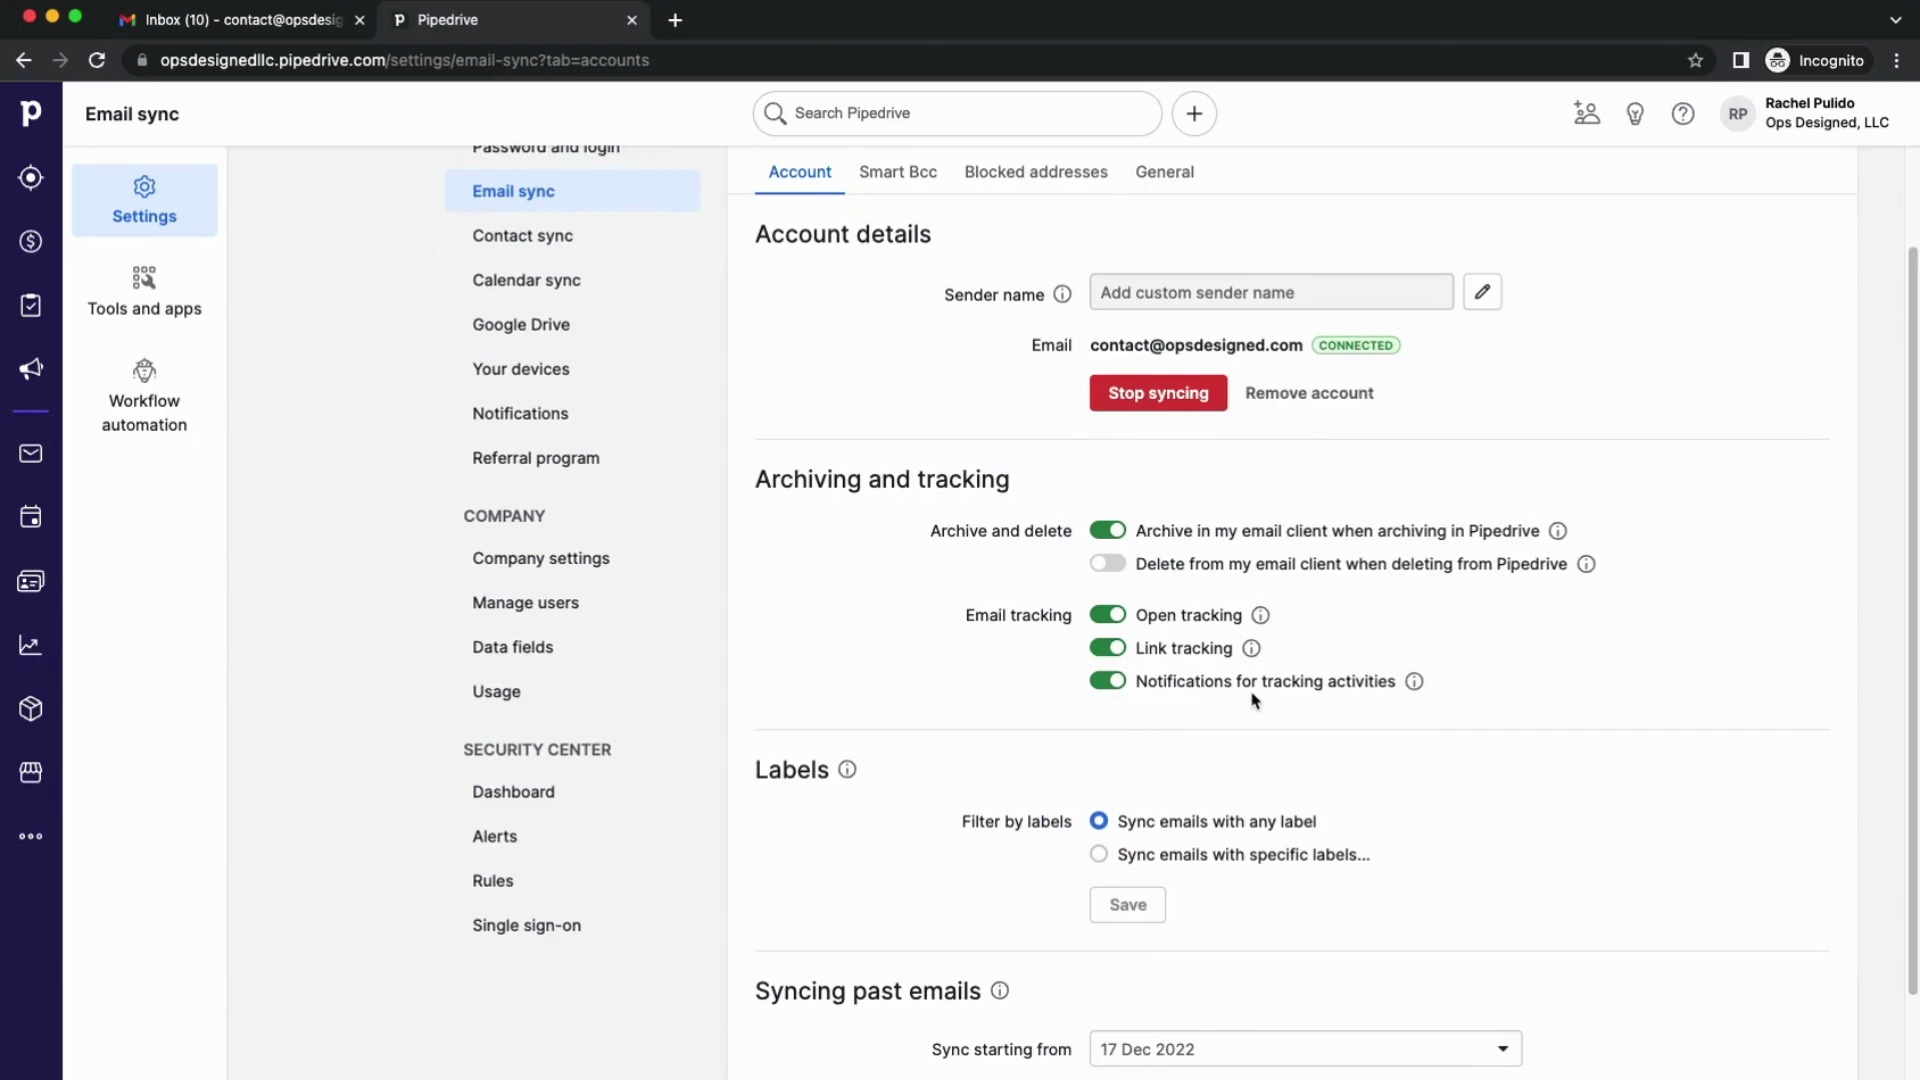 Inbox (10) - contact@opsdesig
Pipedrive
opsdesignedllc.pipedrive.com/settings/email-sync?tab=accounts
Incognito
Email sync
Search Pipedrive
RP
Rachel Pulido
Ops Designed, LLC
Settings
Tools and apps
Workflow
automation
Password and login
Email sync
Contact sync
Calendar sync
Google Drive
Your devices
Notifications
Referral program
COMPANY
Company settings
Manage users
Data fields
Usage
SECURITY CENTER
Dashboard
Alerts
Rules
Single sign-on
Account
Smart Bcc
Blocked addresses
General
Account details
Sender name
Add custom sender name
Email
contact@opsdesigned.com
CONNECTED
Stop syncing
Remove account
Archiving and tracking
Archive and delete
Archive in my email client when archiving in Pipedrive
Delete from my email client when deleting from Pipedrive
Email tracking
Open tracking
Link tracking
Notifications for tracking activities
Labels
Filter by labels
Sync emails with any label
Sync emails with specific labels...
Save
Syncing past emails
Sync starting from
17 Dec 2022